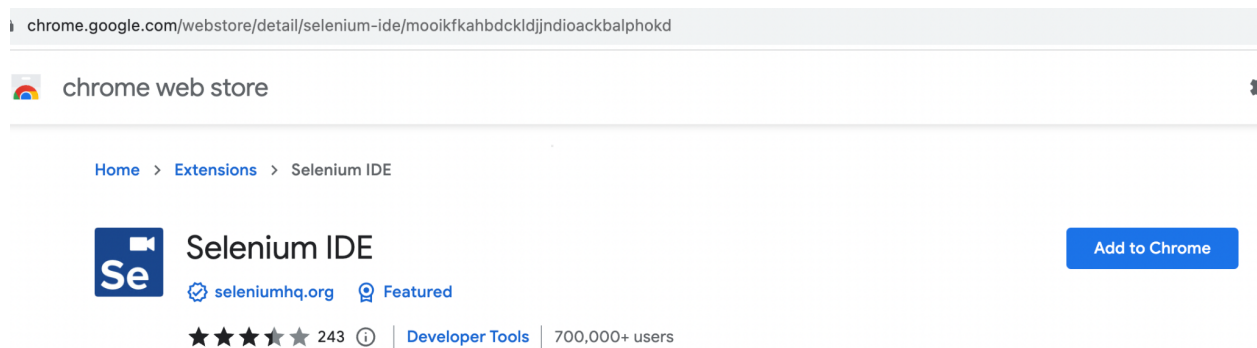 chrome.google.com/webstore/detail/selenium-ide/mooikfkahbdckldjjndioackbalphokd
chrome web store
Home > Extensions > Selenium IDE
Se
Selenium IDE
Add to Chrome
seleniumhq.org Featured
243 Developer Tools 700,000+ users